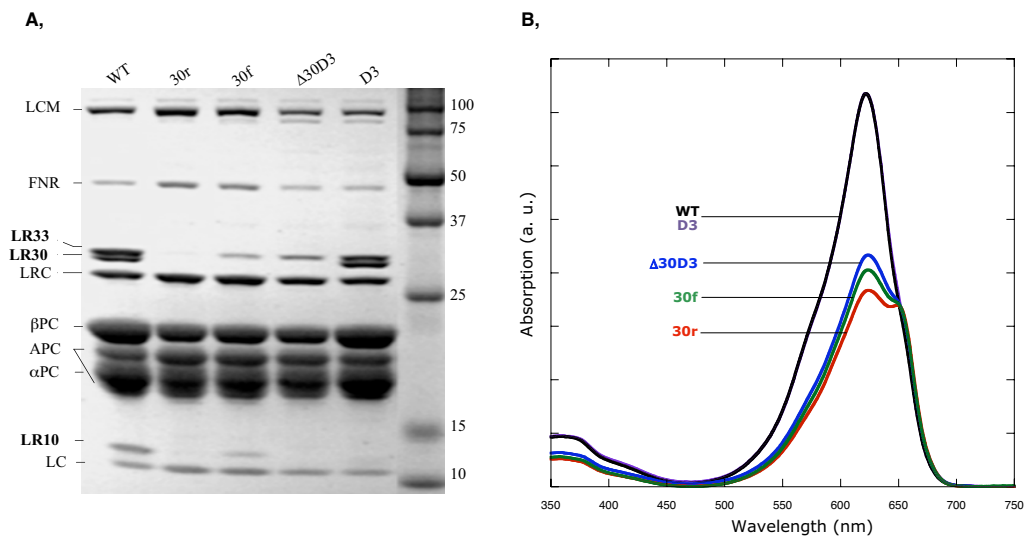 A,
WT 30r 30f Δ30D3 D3
LCM
FNR
LR33
LR30
LRC
βPC
APC
αPC
LR10
LC
100
75
50
37
25
15
10
B,
Absorption (a. u.)
WT
D3
Δ30D3
30f
30r
350 400 450 500 550 600 650 700 750
Wavelength (nm)